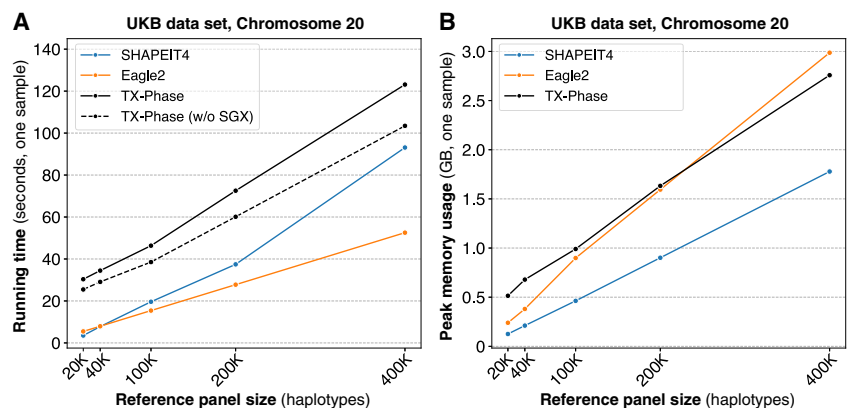 A
UKB data set, Chromosome 20
SHAPEIT4
Eagle2
TX-Phase
TX-Phase (w/o SGX)
Running time (seconds, one sample)
140
120
100
80
60
40
20
0
20K
40K
100K
200K
400K
Reference panel size (haplotypes)
B
UKB data set, Chromosome 20
SHAPEIT4
Eagle2
TX-Phase
Peak memory usage (GB, one sample)
3.0
2.5
2.0
1.5
1.0
0.5
0
20K
40K
100K
200K
400K
Reference panel size (haplotypes)